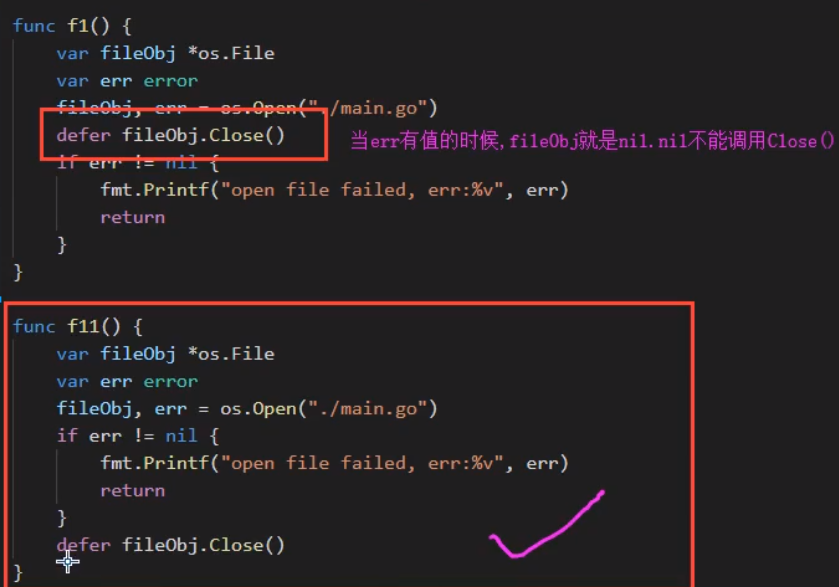 func f1() {
var fileObj *os.File
var err error
fileObj, err = os.Open("./main.go")
defer fileObj.Close() 当err有值的时候,fileObj就是nil.nil不能调用Close()
if err != nil {
fmt.Printf("open file failed, err:%v", err)
return
}
}
func f11() {
var fileObj *os.File
var err error
fileObj, err = os.Open("./main.go")
if err != nil {
fmt.Printf("open file failed, err:%v", err)
return
}
defer fileObj.Close()
}